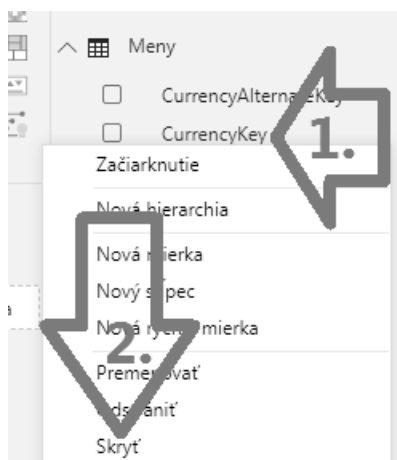 Meny
CurrencyAlternateKey
CurrencyKey
1.
Začiarknutie
Nová hierarchia
Nová mierka
Nový stĺpec
Nová rýchla mierka
2.
Premenovať
Odstrániť
Skryť